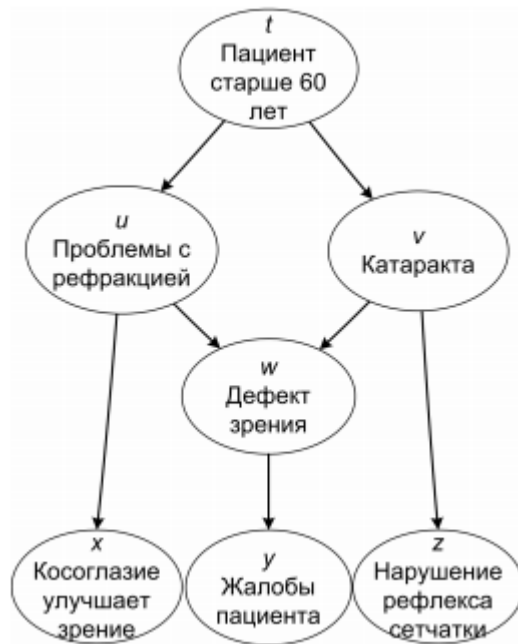 t
Пациент
старше 60
лет
u
Проблемы с
рефракцией
v
Катаракта
w
Дефект
зрения
x
Косоглазие
улучшает
зрение
y
Жалобы
пациента
z
Нарушение
рефлекса
сетчатки